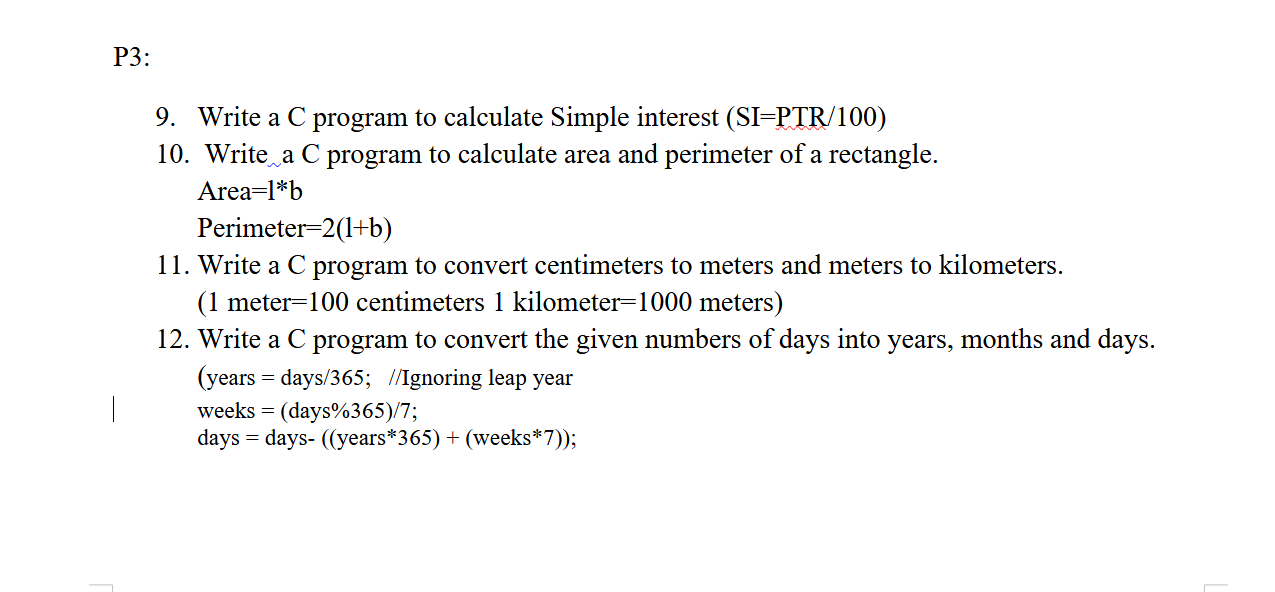 P3:
9. Write a C program to calculate Simple interest (SI=PTR/100)
10. Write a C program to calculate area and perimeter of a rectangle.
Area=l*b
Perimeter=2(l+b)
11. Write a C program to convert centimeters to meters and meters to kilometers.
(1 meter=100 centimeters 1 kilometer=1000 meters)
12. Write a C program to convert the given numbers of days into years, months and days.
(years = days/365; //Ignoring leap year
weeks = (days%365)/7;
days = days- ((years*365) + (weeks*7));